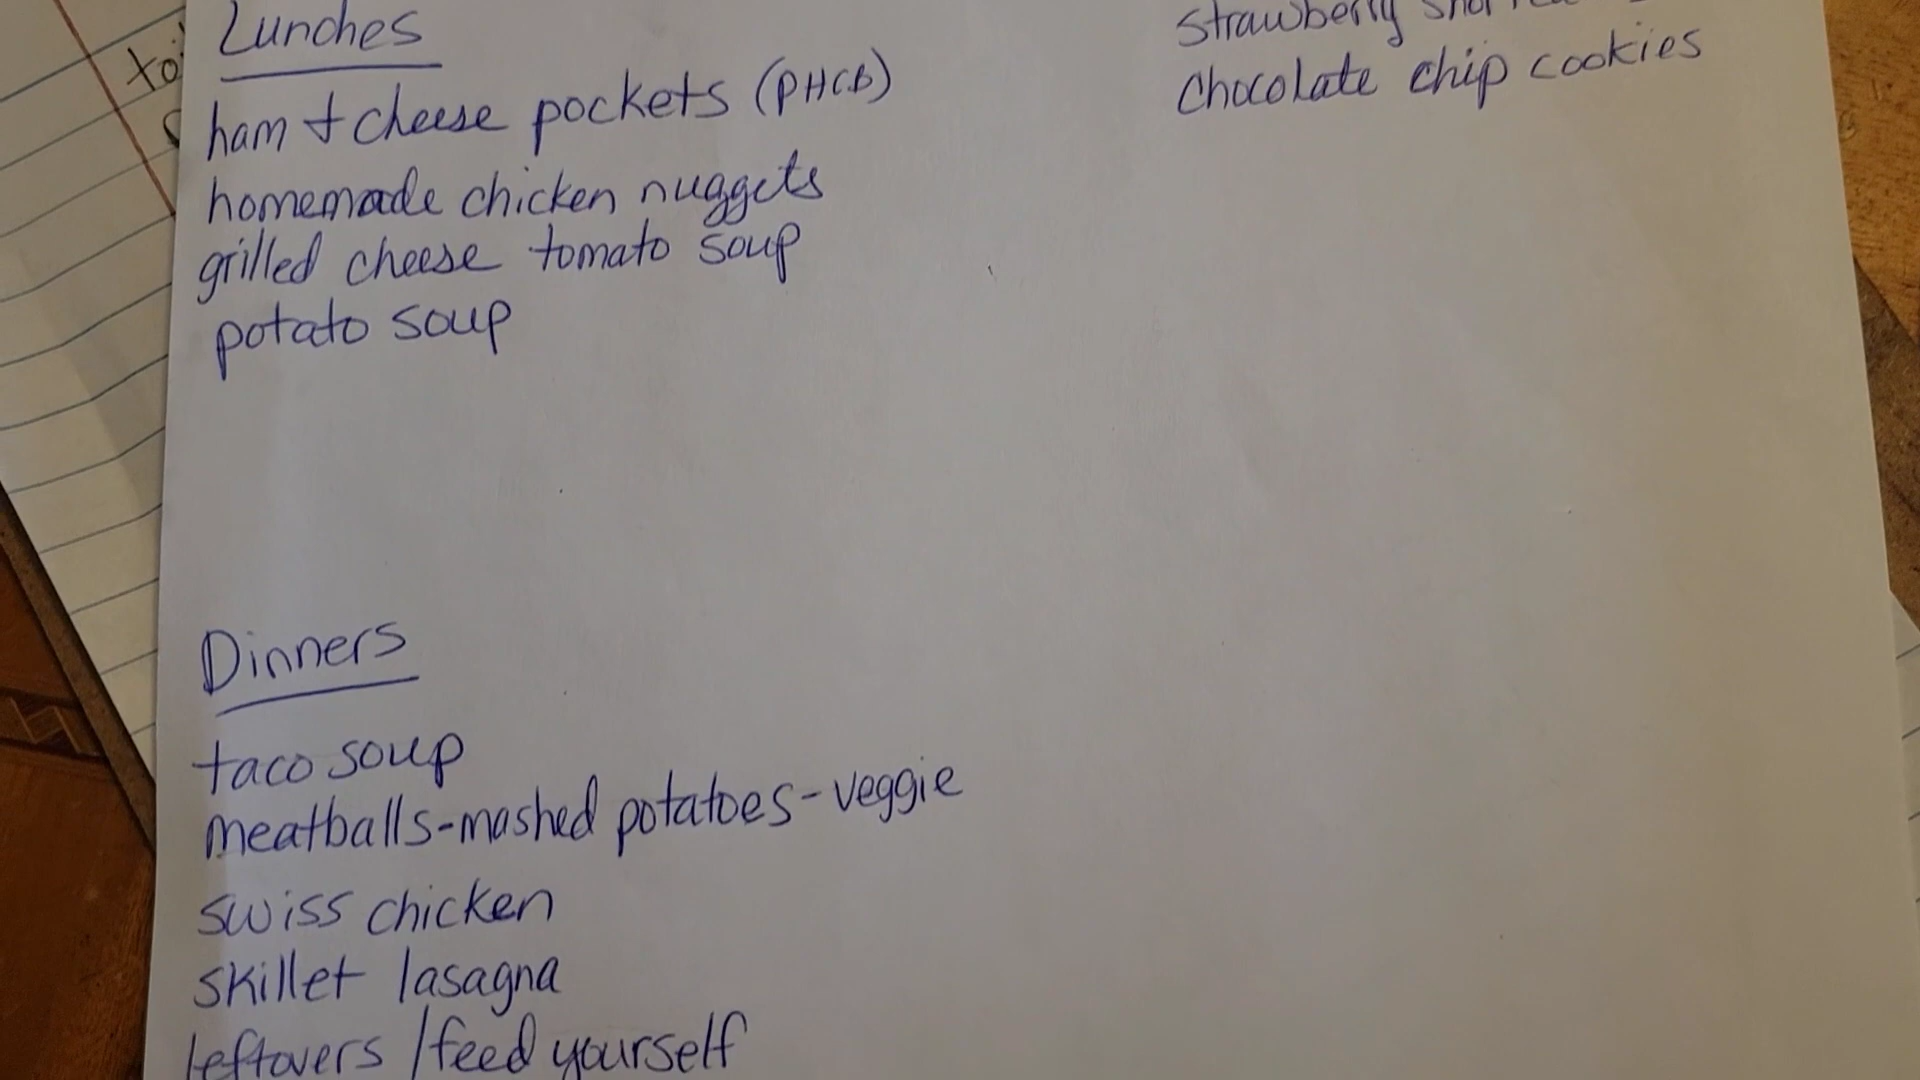 Lunches
ham + cheese pockets (PHCB)
homemade chicken nuggets
grilled cheese tomato soup
potato soup
Dinners
taco soup
meatballs-mashed potatoes-veggie
swiss chicken
skillet lasagna
leftovers / feed yourself
strawberry
chocolate chip cookies